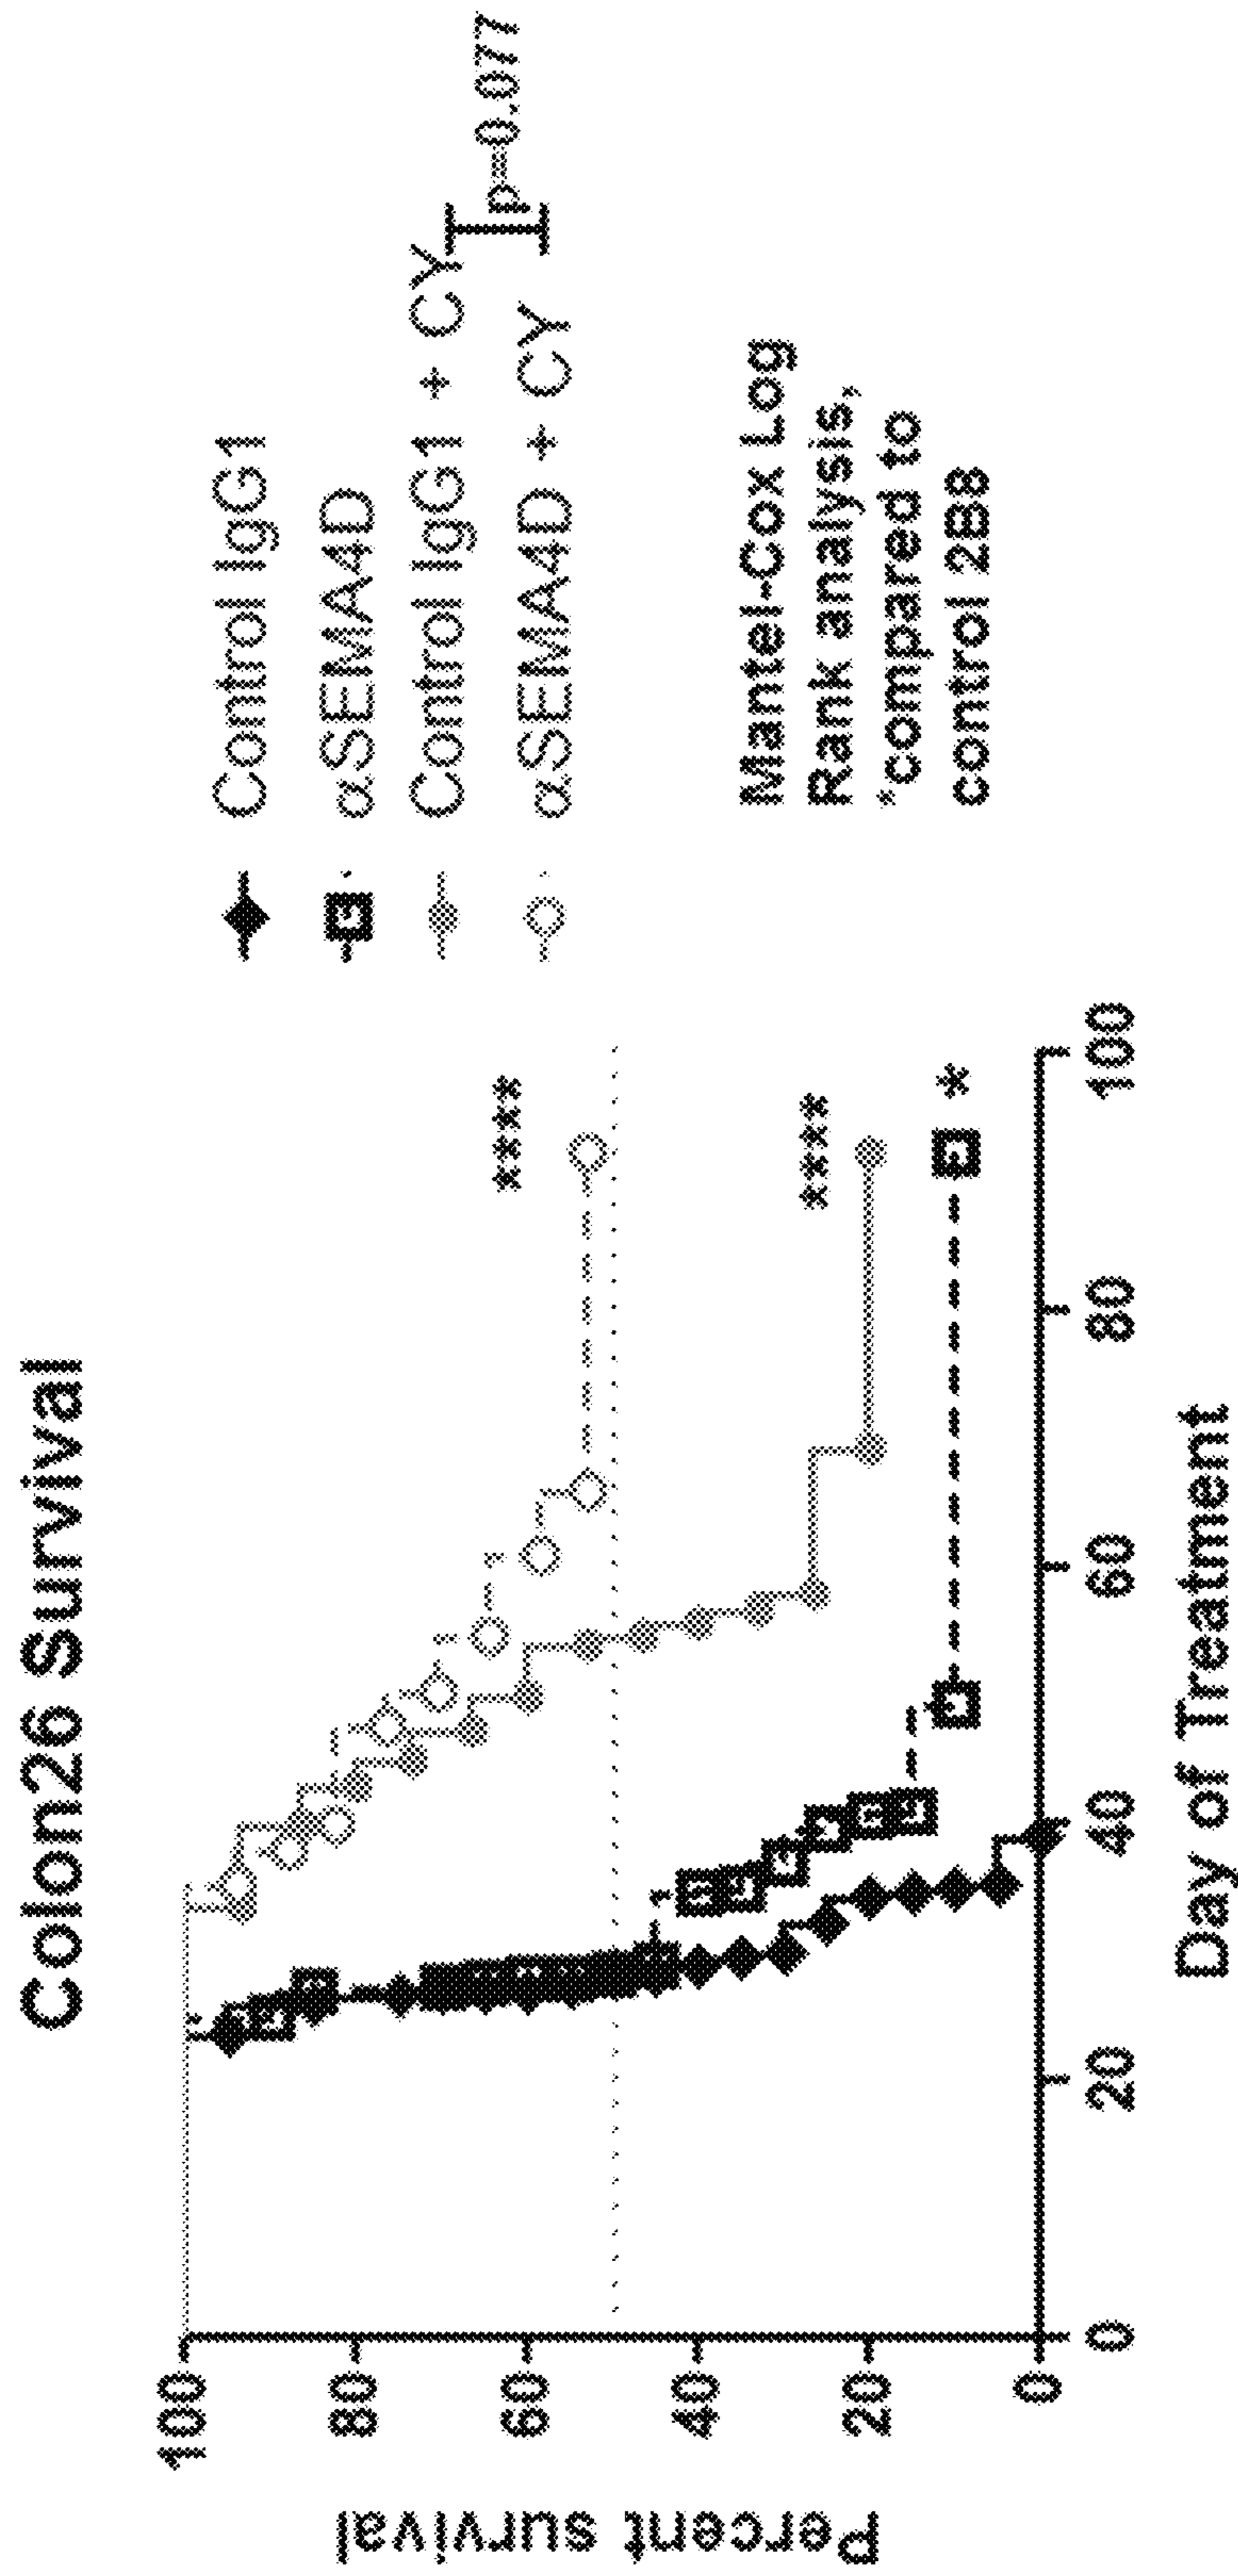 Colon26 Survival
Percent survival
100
80
60
40
20
0
0
20
40
60
80
100
Day of Treatment
****
****
*
Control IgG1
αSEMA4D
Control IgG1 + CY
αSEMA4D + CY
p=0.077
Mantel-Cox Log
Rank analysis,
*compared to
control 2B8